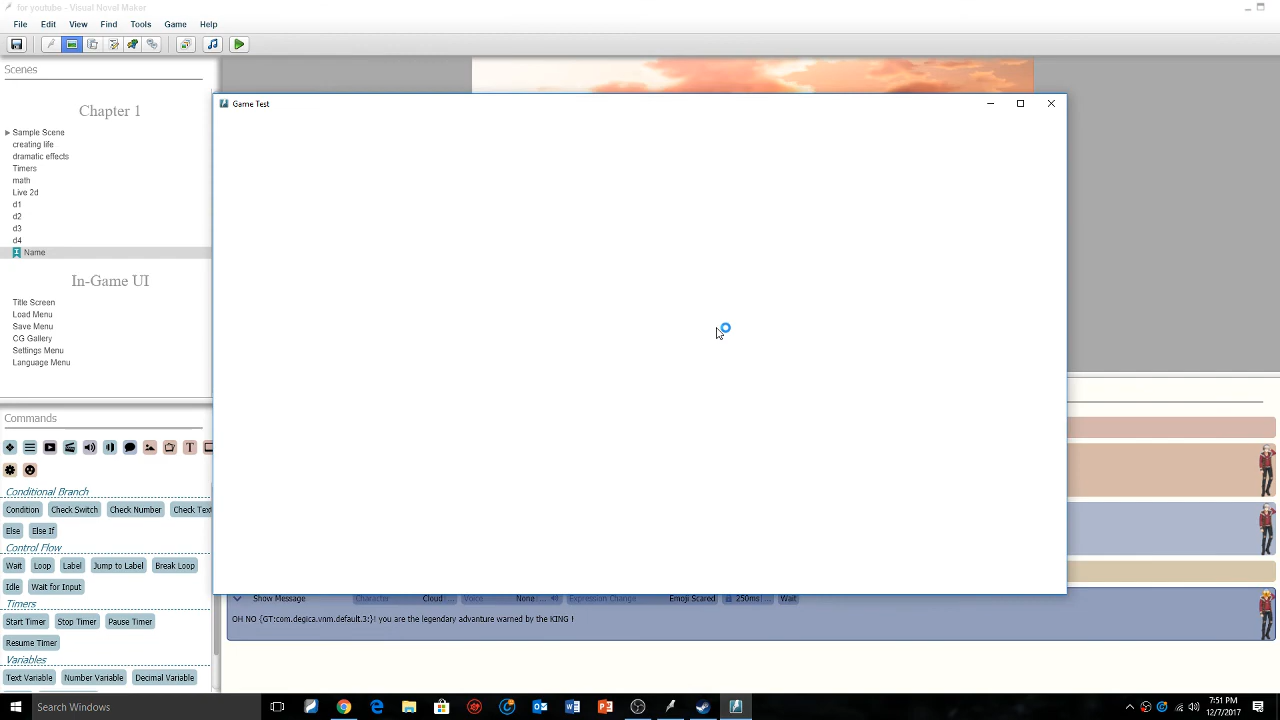 for youtube - Visual Novel Maker
File Edit View Find Tools Game Help
Scenes
Chapter 1
Sample Scene
creating life
dramatic effects
Timers
math
Live 2d
d1
d2
d3
d4
Name
In-Game UI
Title Screen
Load Menu
Save Menu
CG Gallery
Settings Menu
Language Menu
Game Test
Commands
Conditional Branch
Condition Check Switch Check Number Check Text
Else Else If
Control Flow
Wait Loop Label Jump to Label Break Loop
Idle Wait for Input
Timers
Start Timer Stop Timer Pause Timer
Resume Timer
Variables
Text Variable Number Variable Decimal Variable
Show Message Character Cloud... Voice None... Expression Change Emoji Scared 250ms|... Wait
OH NO {GT:com.degica.vnm.default.3:}! you are the legendary advanture warned by the KING !
Search Windows
7:51 PM
12/7/2017